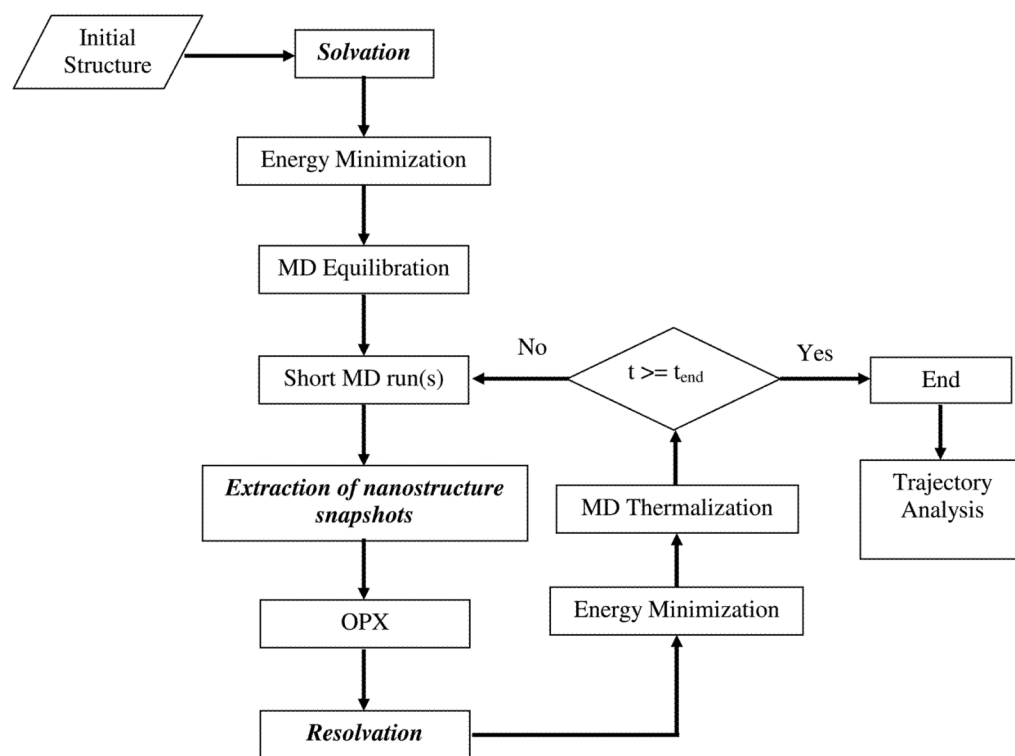 Initial
Structure
Solvation
Energy Minimization
MD Equilibration
Short MD run(s)
Extraction of nanostructure
snapshots
OPX
Resolvation
Energy Minimization
MD Thermalization
t >= tend
No
Yes
End
Trajectory
Analysis